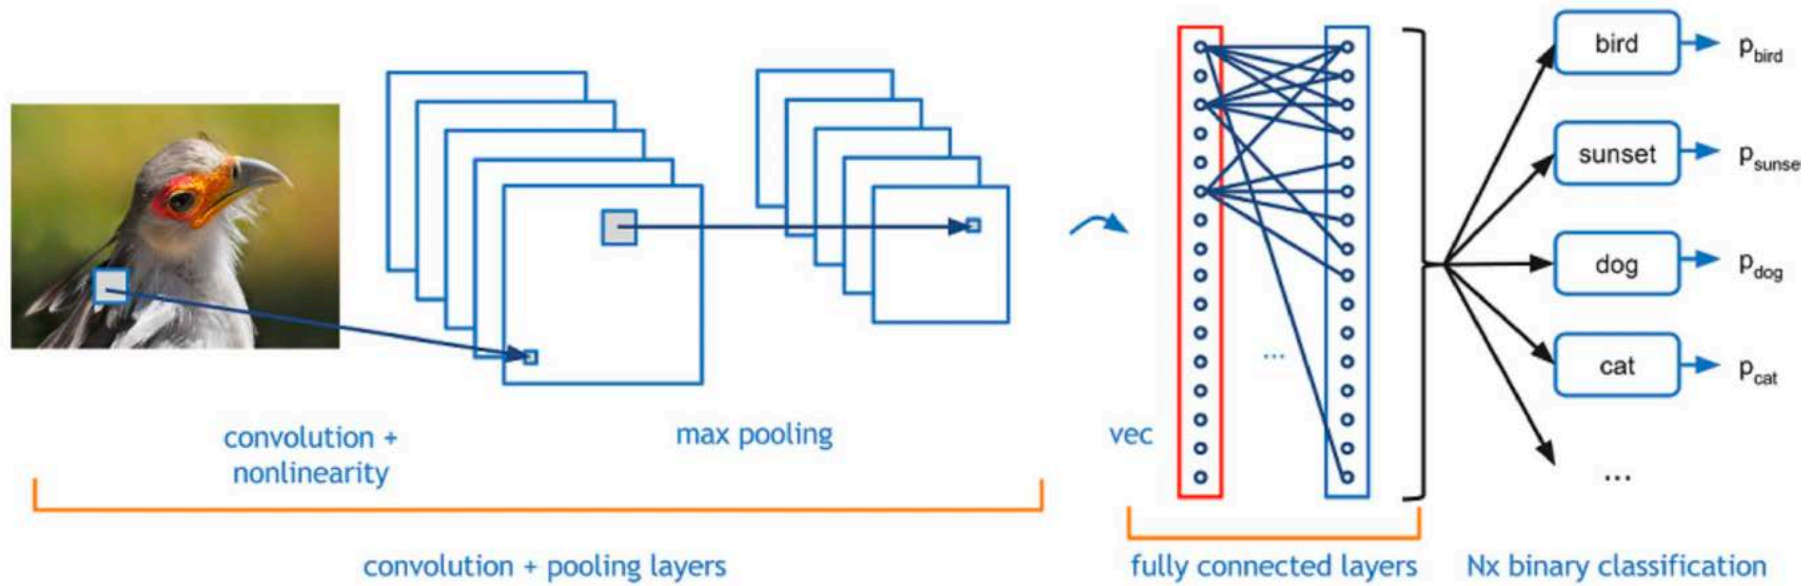 convolution +
nonlinearity
max pooling
vec
...
bird
p_bird
sunset
p_sunset
dog
p_dog
cat
p_cat
...
convolution + pooling layers
fully connected layers
Nx binary classification